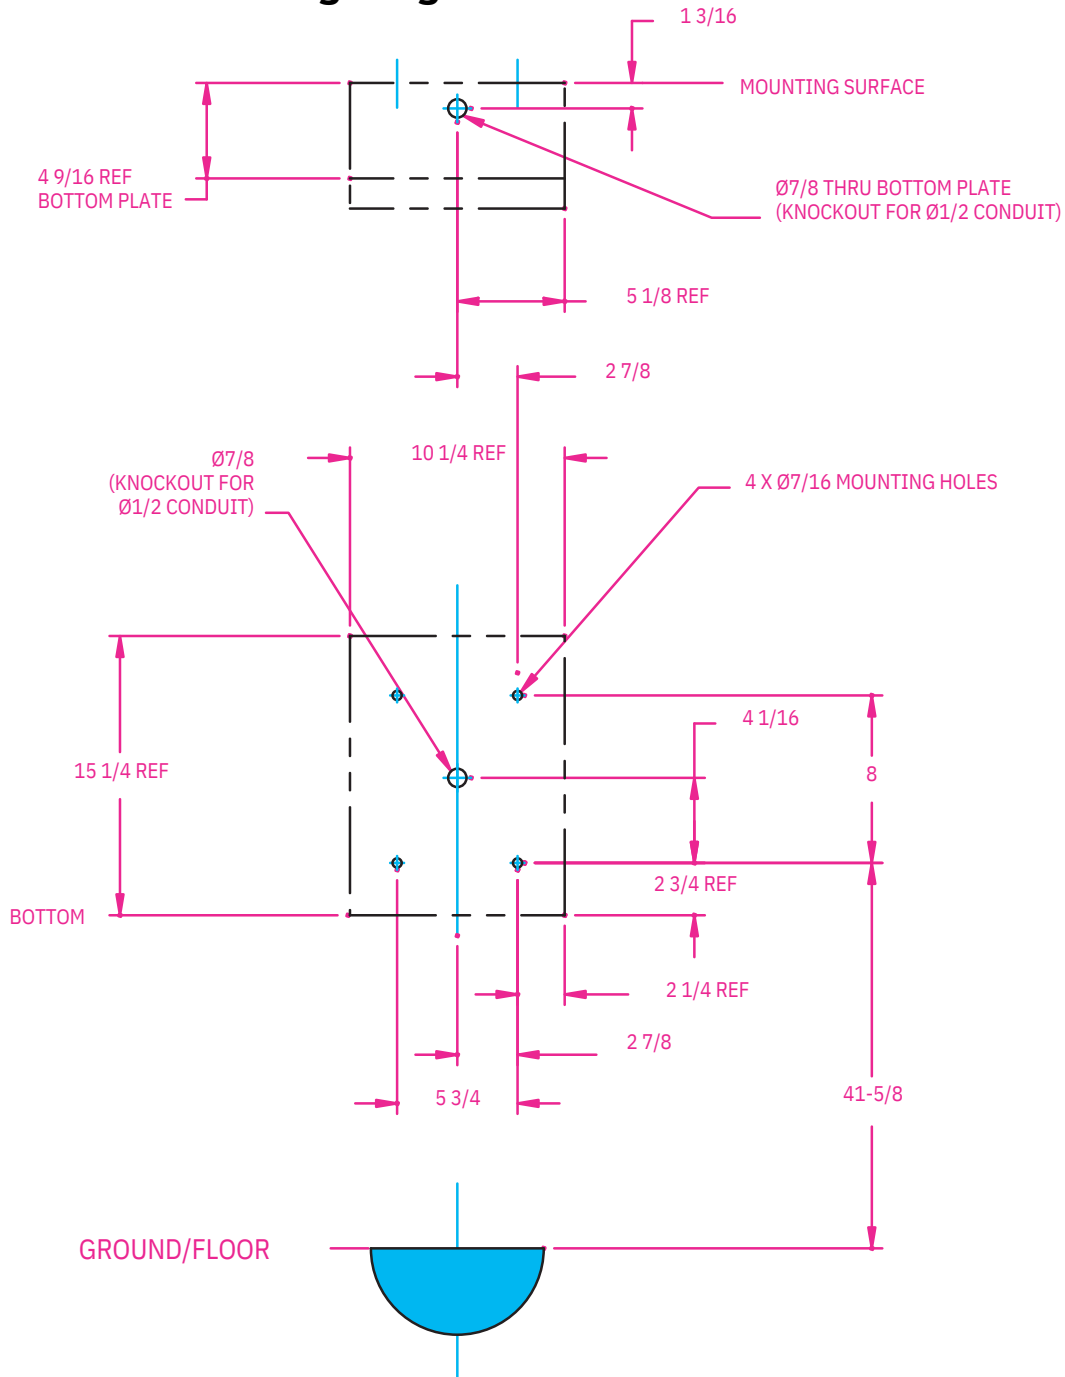 1 3/16
MOUNTING SURFACE
4 9/16 REF
BOTTOM PLATE
Ø7/8 THRU BOTTOM PLATE
(KNOCKOUT FOR Ø1/2 CONDUIT)
5 1/8 REF
2 7/8
10 1/4 REF
Ø7/8
(KNOCKOUT FOR
Ø1/2 CONDUIT)
4 X Ø7/16 MOUNTING HOLES
4 1/16
15 1/4 REF
8
2 3/4 REF
BOTTOM
2 1/4 REF
2 7/8
5 3/4
41-5/8
GROUND/FLOOR